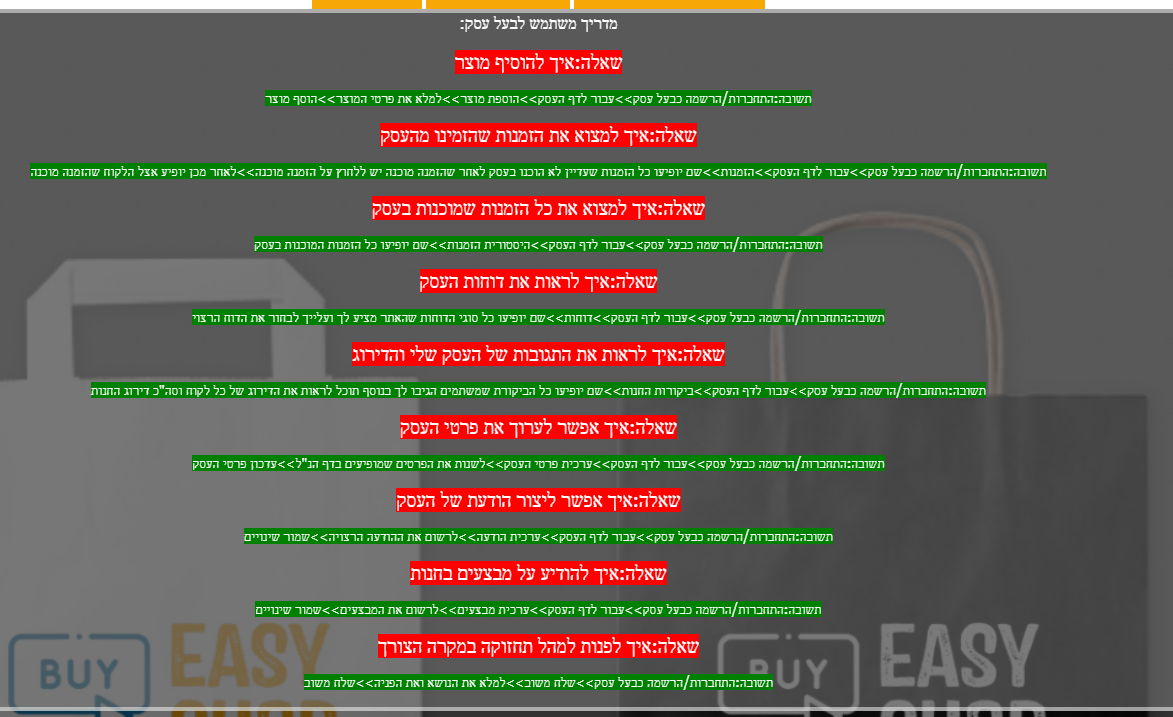 מדריך משתמש לבעל עסק:
שאלה:איך להוסיף מוצר
תשובה:התחברות/הרשמה כבעל עסק>>עבור לדף העסק>>הוספת מוצר>>למלא את פרטי המוצר>>הוסף מוצר
שאלה:איך למצוא את הזמנות שהזמינו מהעסק
תשובה:התחברות/הרשמה כבעל עסק>>עבור לדף העסק>>הזמנות>>שם יופיעו כל הזמנות שעדיין לא הוכנו בעסק לאחר שהזמנה מוכנה יש ללחוץ על הזמנה מוכנה>>לאחר מכן יופיע אצל הלקוח שהזמנה מוכנה
שאלה:איך למצוא את כל הזמנות שמוכנות בעסק
תשובה:התחברות/הרשמה כבעל עסק>>עבור לדף העסק>>היסטורית הזמנות>>שם יופיעו כל הזמנות המוכנות בעסק
שאלה:איך לראות את דוחות העסק
תשובה:התחברות/הרשמה כבעל עסק>>עבור לדף העסק>>דוחות>>שם יופיעו כל סוגי הדוחות שהאתר מציע לך ועלייך לבחור את הדוח הרצוי
שאלה:איך לראות את התגובות של העסק שלי והדירוג
תשובה:התחברות/הרשמה כבעל עסק>>עבור לדף העסק>>ביקורות החנות>>שם יופיעו כל הביקורת שמשתמים הגיבו לך בנוסף תוכל לראות את הדירוג של כל לקוח וסה"כ דירוג החנות
שאלה:איך אפשר לערוך את פרטי העסק
תשובה:התחברות/הרשמה כבעל עסק>>עבור לדף העסק>>ערכית פרטי העסק>>לשנות את הפרטים שמופיעים בדף הנ"ל>>עדכון פרטי העסק
שאלה:איך אפשר ליצור הודעת של העסק
תשובה:התחברות/הרשמה כבעל עסק>>עבור לדף העסק>>ערכית הודעה>>לרשום את ההודעה הרצויה>>שמור שינויים
שאלה:איך להודיע על מבצעים בחנות
תשובה:התחברות/הרשמה כבעל עסק>>עבור לדף העסק>>ערכית מבצעים>>לרשום את המבצעים>>שמור שינויים
שאלה:איך לפנות למהל תחזוקה במקרה הצורך
תשובה:התחברות/הרשמה כבעל עסק>>שלח משוב>>למלא את הנושא ואת הפניה>>שלח משוב
BUY EASY
BUY EASY